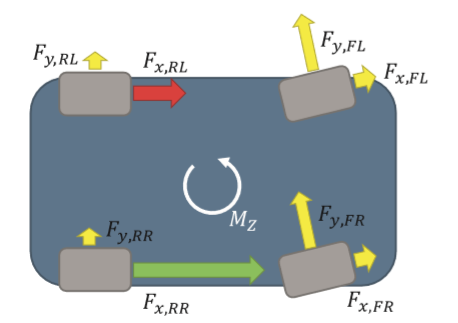 F_{y,RL}
F_{x,RL}
F_{y,FL}
F_{x,FL}
M_Z
F_{y,RR}
F_{y,FR}
F_{x,RR}
F_{x,FR}